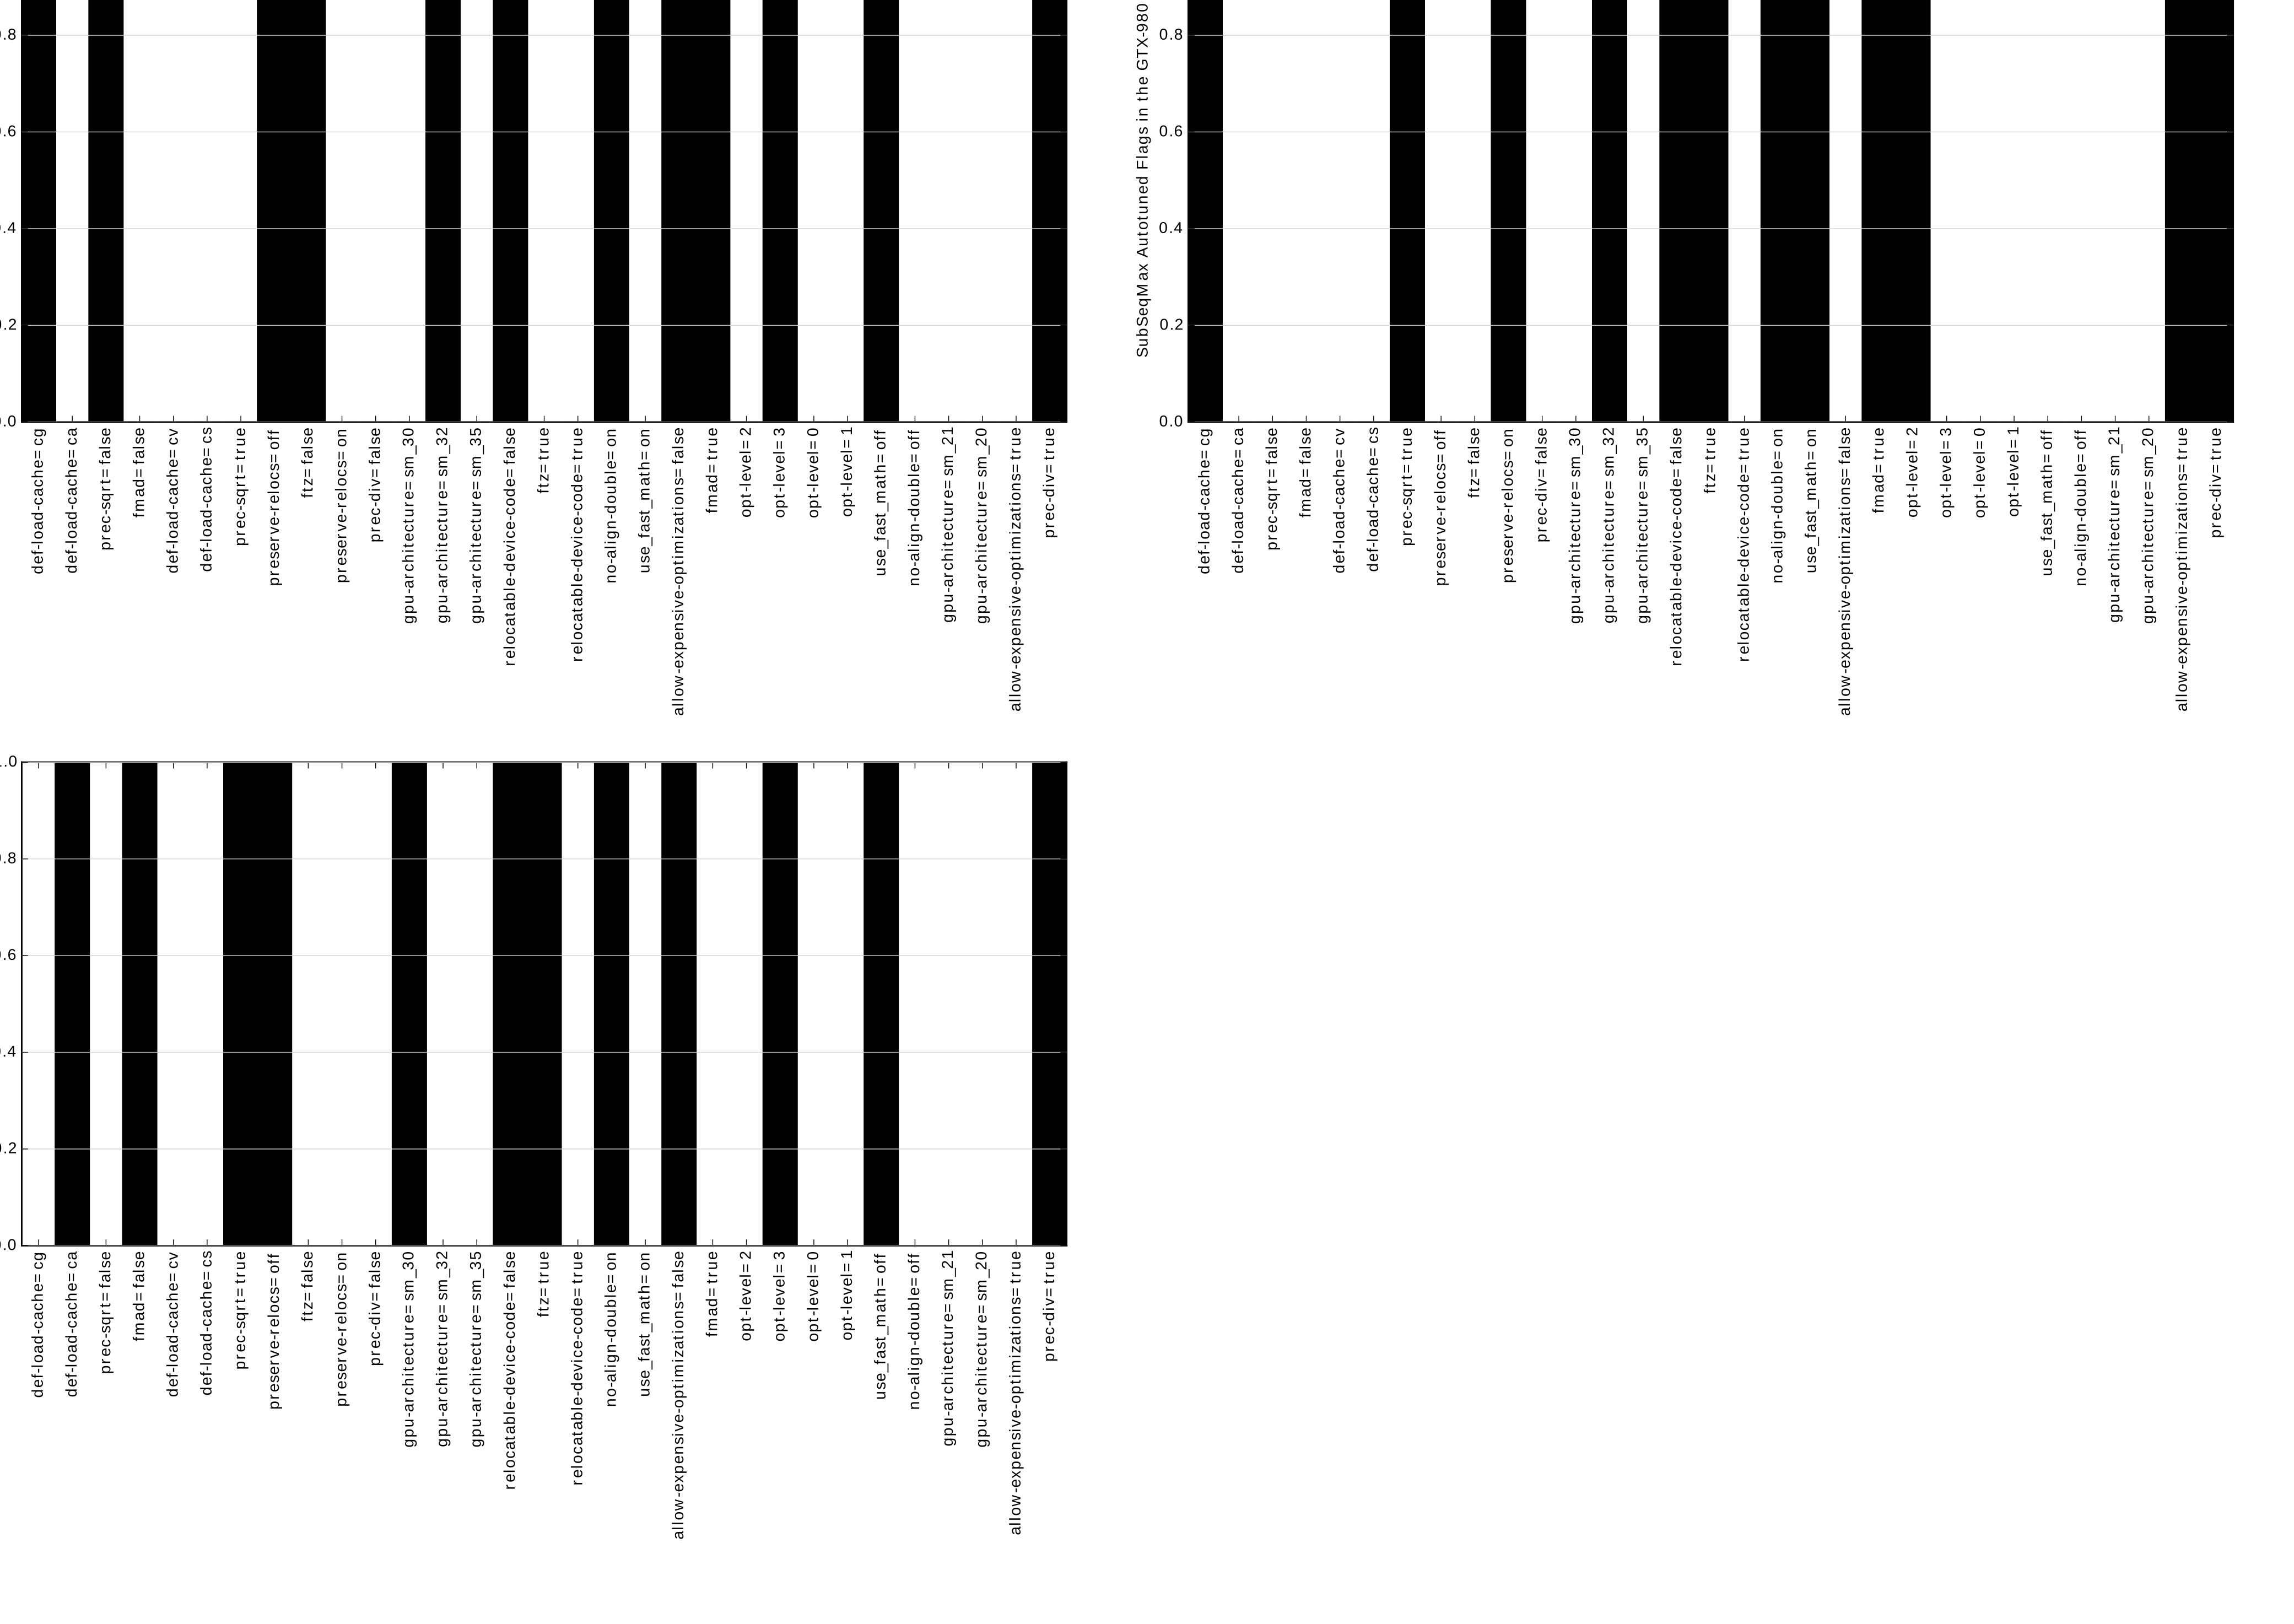 0.8
0.6
0.4
0.2
0.0
def-load-cache=cg
def-load-cache=ca
prec-sqrt=false
fmad=false
def-load-cache=cv
def-load-cache=cs
prec-sqrt=true
preserve-relocs=off
ftz=false
preserve-relocs=on
prec-div=false
gpu-architecture=sm_30
gpu-architecture=sm_32
gpu-architecture=sm_35
relocatable-device-code=false
ftz=true
relocatable-device-code=true
no-align-double=on
use_fast_math=on
allow-expensive-optimizations=false
fmad=true
opt-level=2
opt-level=3
opt-level=0
opt-level=1
use_fast_math=off
no-align-double=off
gpu-architecture=sm_21
gpu-architecture=sm_20
allow-expensive-optimizations=true
prec-div=true
SubSeqMax Autotuned Flags in the GTX-980
0.8
0.6
0.4
0.2
0.0
def-load-cache=cg
def-load-cache=ca
prec-sqrt=false
fmad=false
def-load-cache=cv
def-load-cache=cs
prec-sqrt=true
preserve-relocs=off
ftz=false
preserve-relocs=on
prec-div=false
gpu-architecture=sm_30
gpu-architecture=sm_32
gpu-architecture=sm_35
relocatable-device-code=false
ftz=true
relocatable-device-code=true
no-align-double=on
use_fast_math=on
allow-expensive-optimizations=false
fmad=true
opt-level=2
opt-level=3
opt-level=0
opt-level=1
use_fast_math=off
no-align-double=off
gpu-architecture=sm_21
gpu-architecture=sm_20
allow-expensive-optimizations=true
prec-div=true
1.0
0.8
0.6
0.4
0.2
0.0
def-load-cache=cg
def-load-cache=ca
prec-sqrt=false
fmad=false
def-load-cache=cv
def-load-cache=cs
prec-sqrt=true
preserve-relocs=off
ftz=false
preserve-relocs=on
prec-div=false
gpu-architecture=sm_30
gpu-architecture=sm_32
gpu-architecture=sm_35
relocatable-device-code=false
ftz=true
relocatable-device-code=true
no-align-double=on
use_fast_math=on
allow-expensive-optimizations=false
fmad=true
opt-level=2
opt-level=3
opt-level=0
opt-level=1
use_fast_math=off
no-align-double=off
gpu-architecture=sm_21
gpu-architecture=sm_20
allow-expensive-optimizations=true
prec-div=true